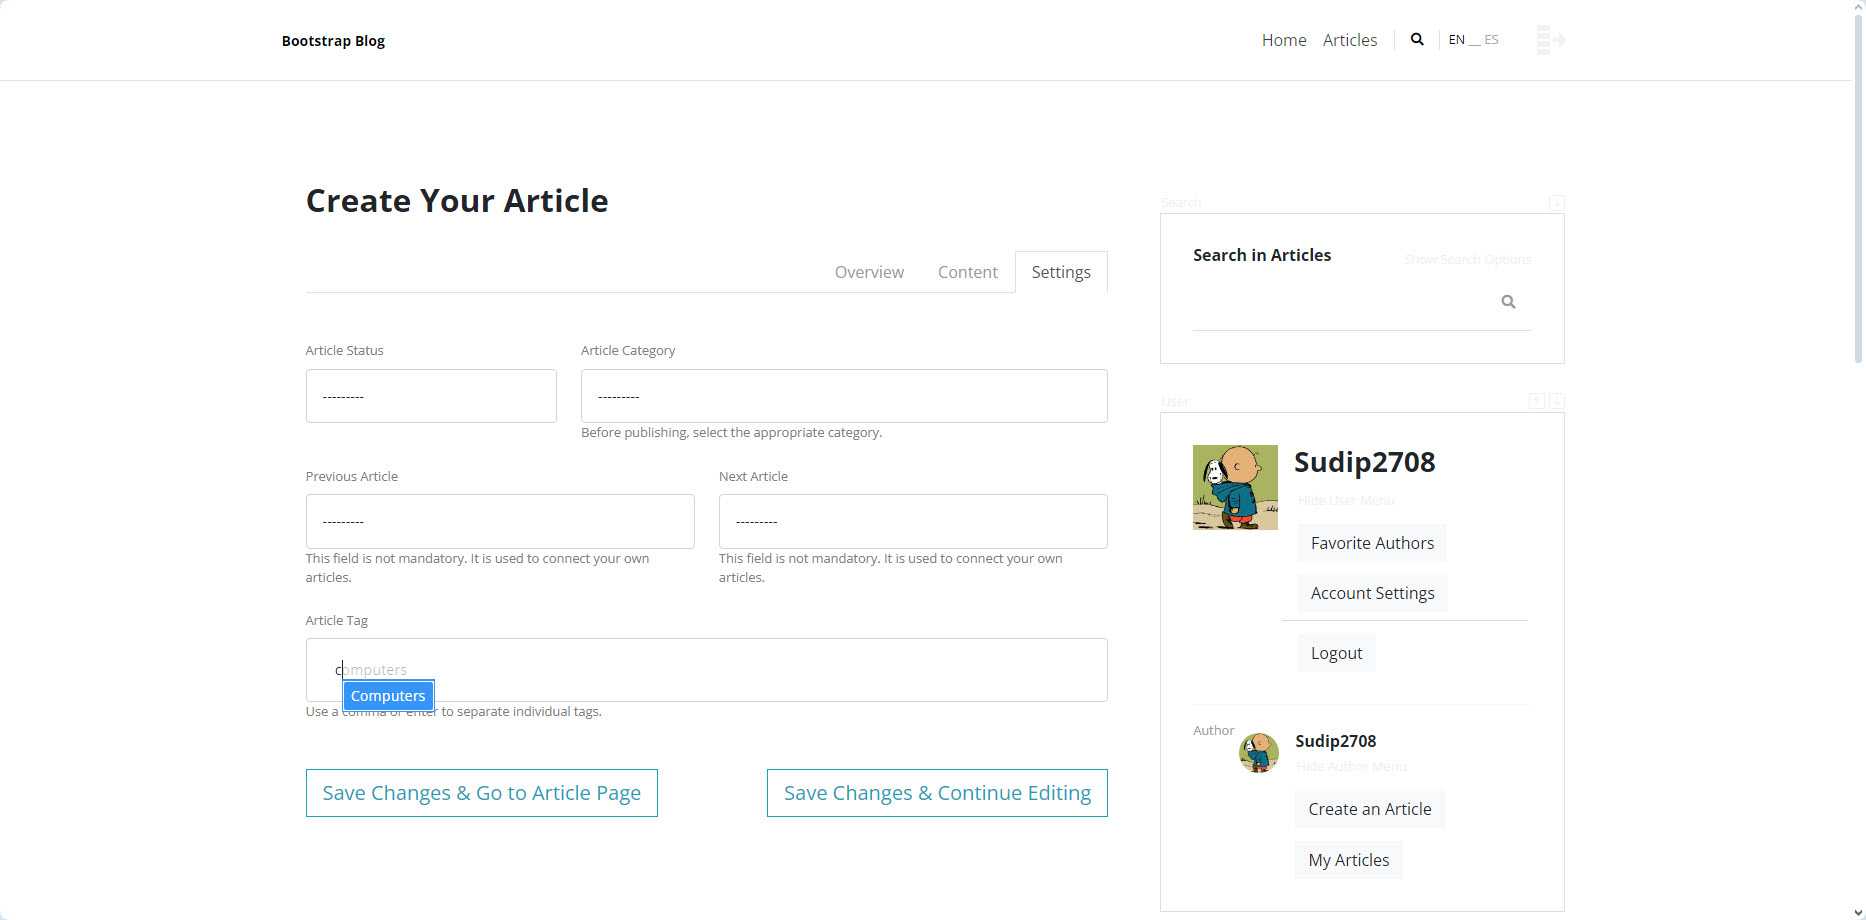 Bootstrap Blog
Home Articles EN __ ES
Create Your Article
Overview Content Settings
Article Status
---------
Article Category
---------
Before publishing, select the appropriate category.
Previous Article
---------
This field is not mandatory. It is used to connect your own
articles.
Next Article
---------
This field is not mandatory. It is used to connect your own
articles.
Article Tag
computers
Computers
Use a comma or enter to separate individual tags.
Save Changes & Go to Article Page
Save Changes & Continue Editing
Search
Search in Articles
Show Search Options
User
Sudip2708
Hide User Menu
Favorite Authors
Account Settings
Logout
Author
Sudip2708
Hide Author Menu
Create an Article
My Articles